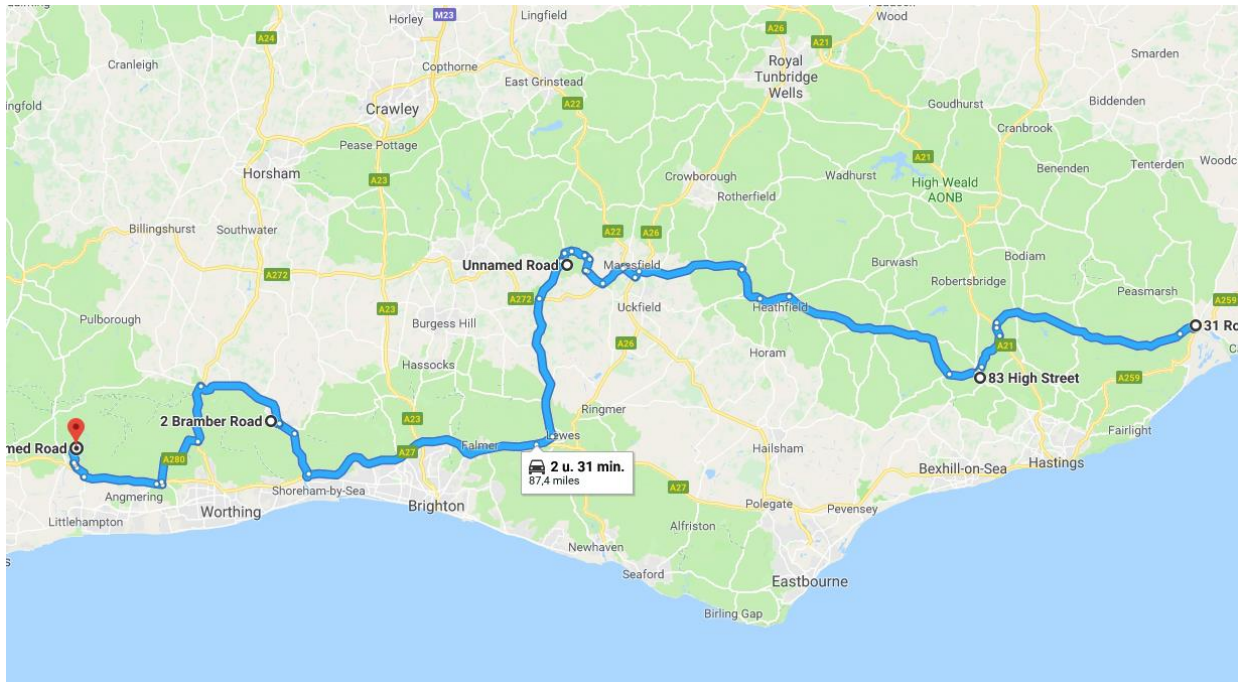 M23
Lingfield
Horley
Wood
A24
A26
A21
Smarden
Cranleigh
Copthorne
Royal
Tunbridge
Wells
East Grinstead
Biddenden
ingfold
Crawley
A22
Goudhurst
Cranbrook
Pease Pottage
A21
Benenden
Tenterden
Woodc
Horsham
A23
Crowborough
Wadhurst
High Weald
AONB
Rotherfield
Billingshurst
Southwater
A22
A26
Bodiam
Unnamed Road
Maresfield
Burwash
A272
Robertsbridge
Peasmarsh
A272
A259
Uckfield
Heathfield
A23
Pulborough
Burgess Hill
31 Ro
A21
A26
Hassocks
Horam
83 High Street
A259
Ringmer
2 Bramber Road
A23
Fairlight
Lewes
med Road
A27
Falmer
Hailsham
Hastings
A280
2 u. 31 min.
87,4 miles
Bexhill-on-Sea
Shoreham-by-Sea
A27
Angmering
Brighton
Polegate
Pevensey
Worthing
Littlehampton
Alfriston
Newhaven
s
Seaford
Eastbourne
Birling Gap